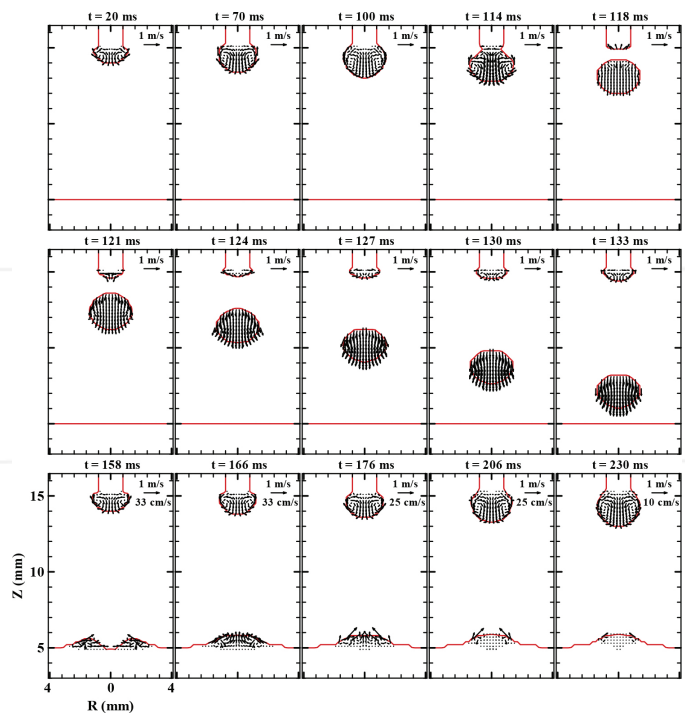 t = 20 ms t = 70 ms t = 100 ms t = 114 ms t = 118 ms
1 m/s 1 m/s 1 m/s 1 m/s 1 m/s
t = 121 ms t = 124 ms t = 127 ms t = 130 ms t = 133 ms
1 m/s 1 m/s 1 m/s 1 m/s 1 m/s
t = 158 ms t = 166 ms t = 176 ms t = 206 ms t = 230 ms
1 m/s 1 m/s 1 m/s 1 m/s 1 m/s
33 cm/s 33 cm/s 25 cm/s 25 cm/s 10 cm/s
15
10
5
Z (mm)
4 0 4 4
R (mm)